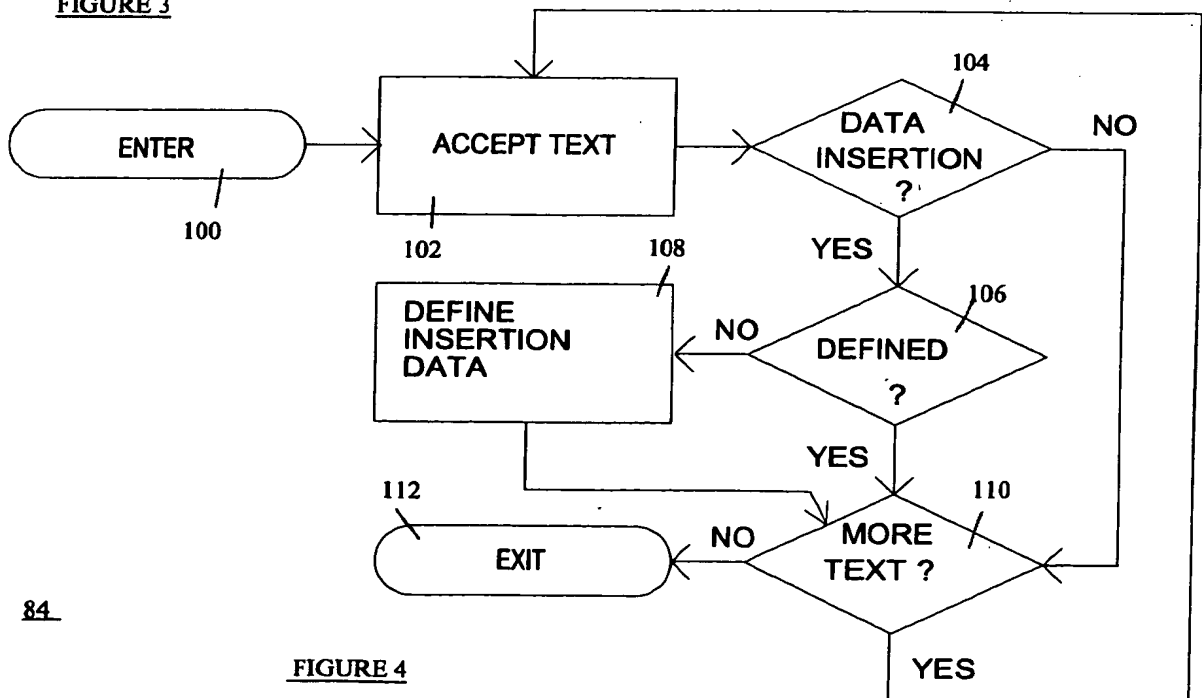 FIGURE 3
104
DATA
INSERTION
?
NO
ENTER
ACCEPT TEXT
100
102
YES
108
106
DEFINE
INSERTION
DATA
NO
DEFINED
?
YES
112
110
EXIT
NO
MORE
TEXT ?
84
FIGURE 4
YES